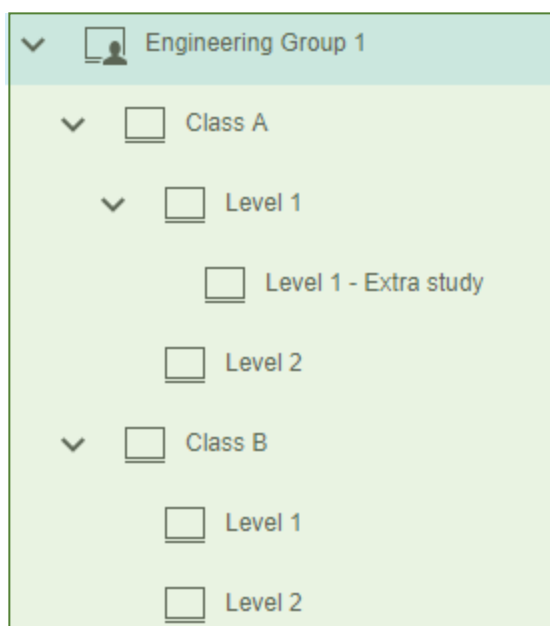 Engineering Group 1
Class A
Level 1
Level 1 - Extra study
Level 2
Class B
Level 1
Level 2